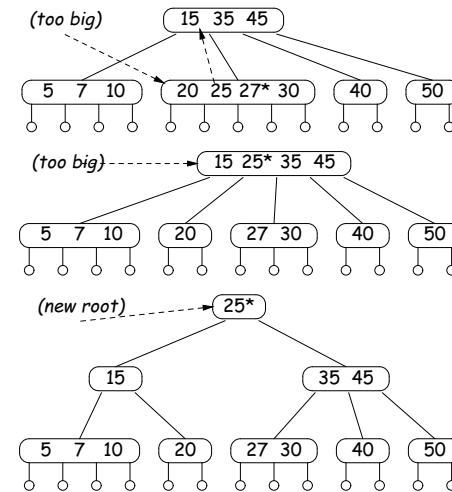 (too big) 15 35 45
5 7 10 20 25 27* 30 40 50
(too big) 15 25* 35 45
5 7 10 20 27 30 40 50
(new root) 25*
15 35 45
5 7 10 20 27 30 40 50